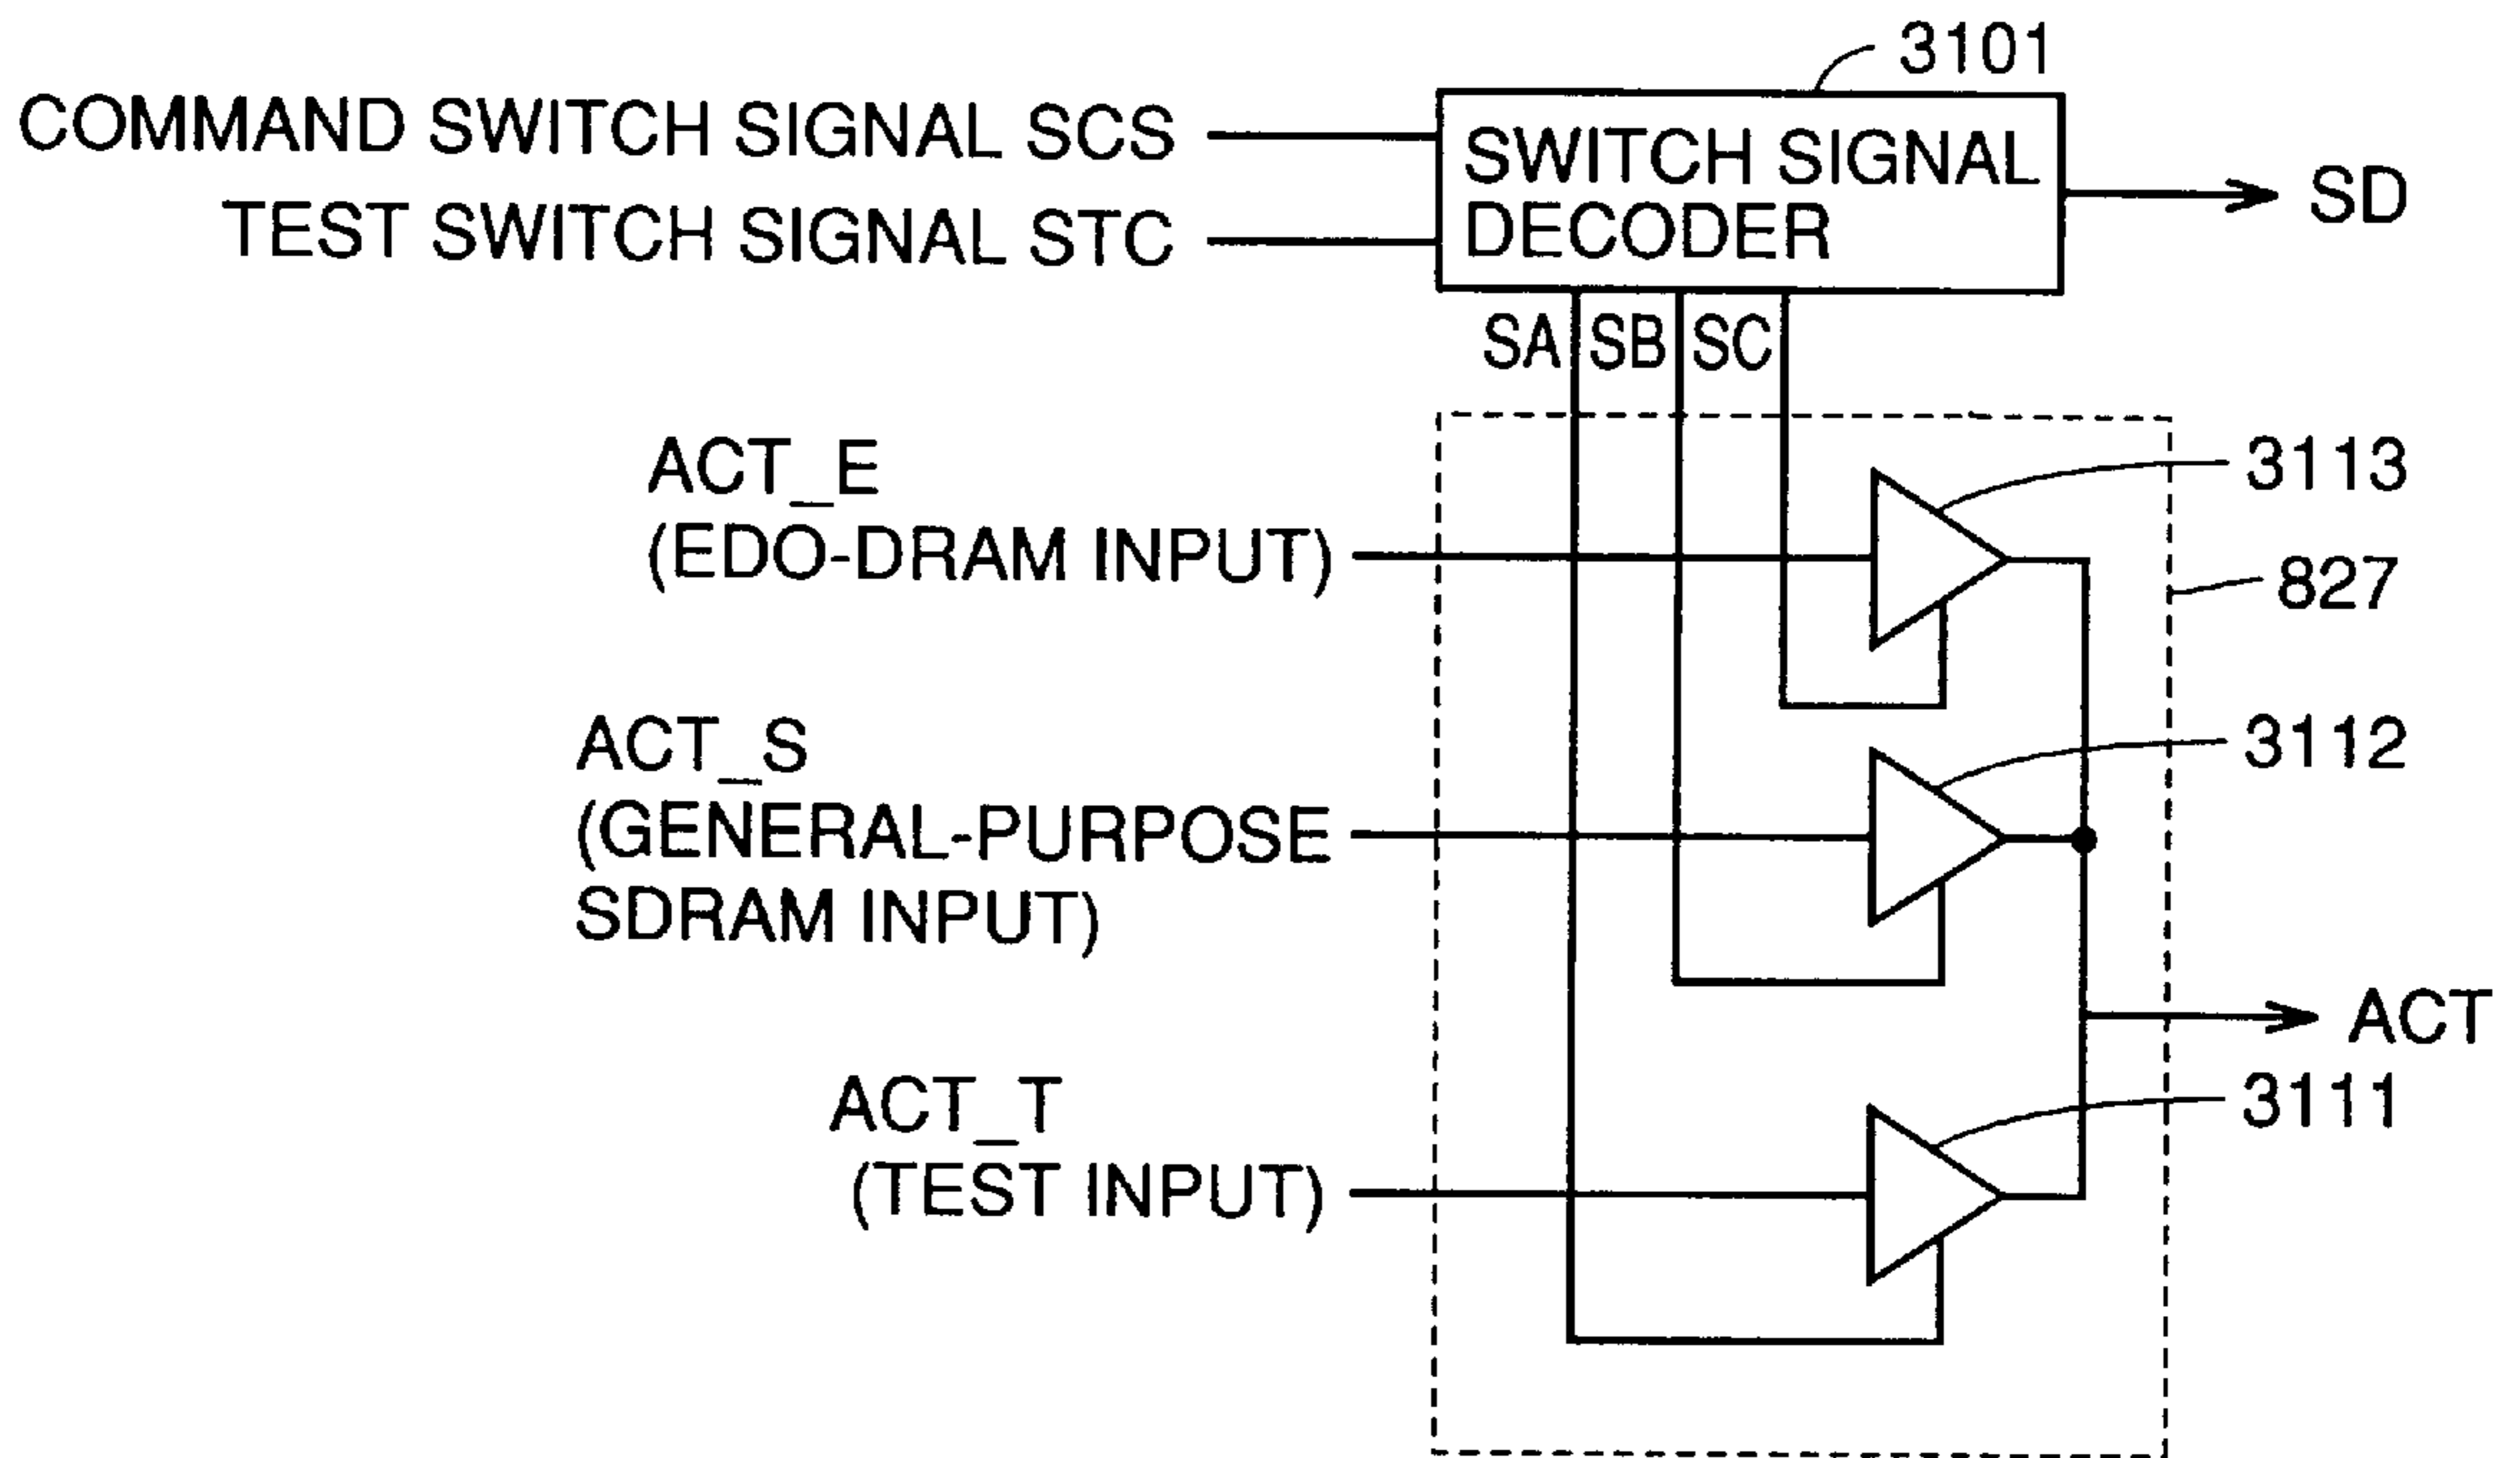 3101
COMMAND SWITCH SIGNAL SCS
TEST SWITCH SIGNAL STC
SWITCH SIGNAL
DECODER
SD
SA SB SC
ACT_E
(EDO-DRAM INPUT)
3113
827
ACT_S
(GENERAL-PURPOSE
SDRAM INPUT)
3112
ACT
ACT_T
(TEST INPUT)
3111